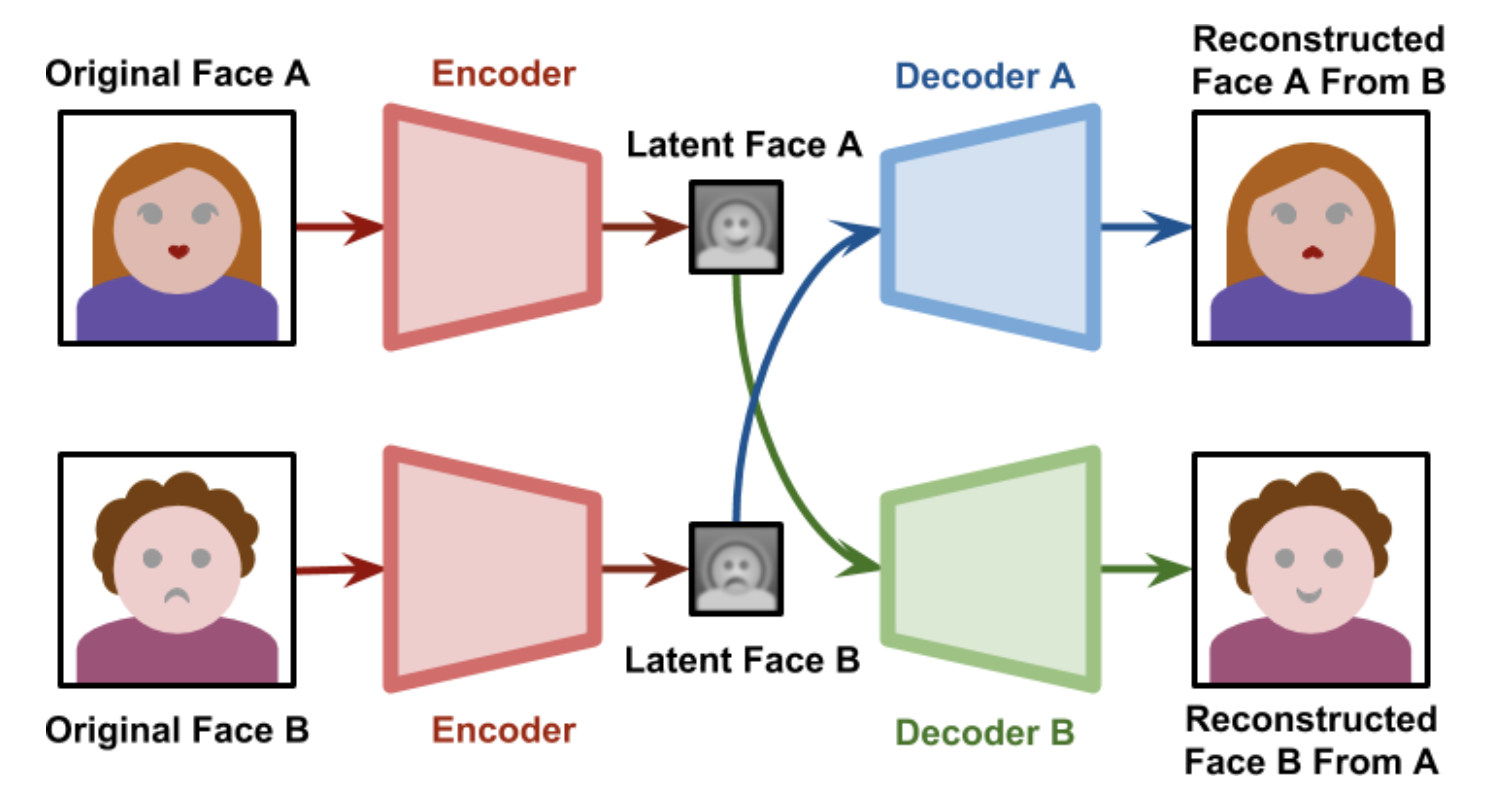 Original Face A
Encoder
Latent Face A
Decoder A
Reconstructed
Face A From B
Original Face B
Encoder
Latent Face B
Decoder B
Reconstructed
Face B From A